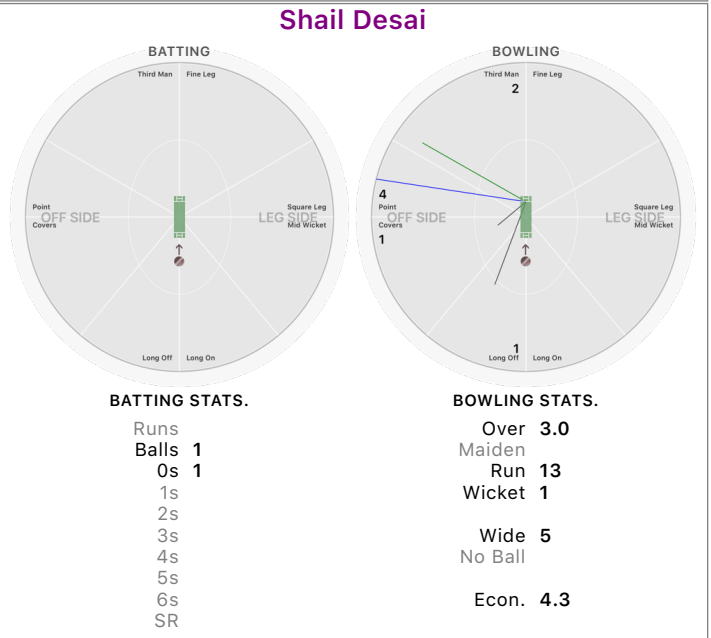 Shail Desai
BATTING
Third Man Fine Leg
Point Square Leg
OFF SIDE LEG SIDE
Covers Mid Wicket
Long Off Long On
BOWLING
Third Man Fine Leg
2
4
Point Square Leg
OFF SIDE LEG SIDE
Covers Mid Wicket
1
1
Long Off Long On
BATTING STATS.
Runs
Balls 1
0s 1
1s
2s
3s
4s
5s
6s
SR
BOWLING STATS.
Over 3.0
Maiden
Run 13
Wicket 1
Wide 5
No Ball
Econ. 4.3